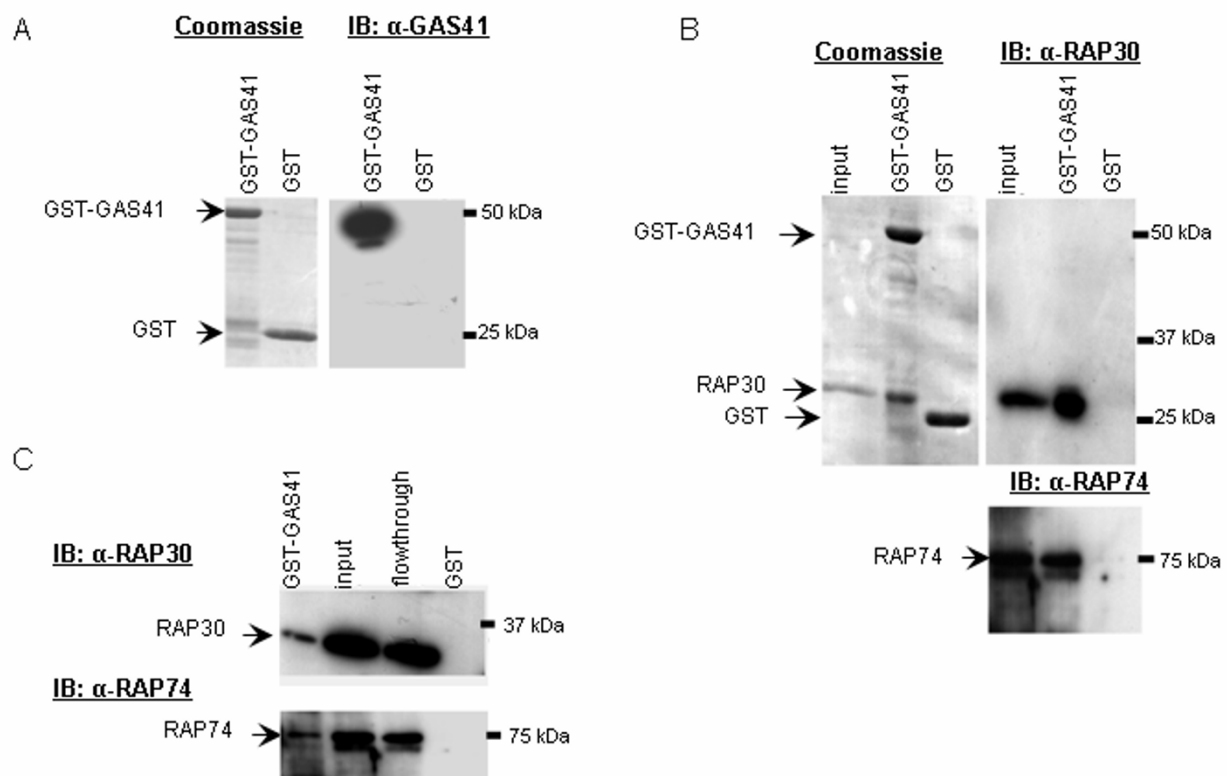 A
Coomassie
IB: α-GAS41
GST-GAS41
GST
GST-GAS41
GST
GST-GAS41
GST
50 kDa
25 kDa
B
Coomassie
IB: α-RAP30
input
GST-GAS41
GST
input
GST-GAS41
GST
GST-GAS41
RAP30
GST
50 kDa
37 kDa
25 kDa
IB: α-RAP74
RAP74
75 kDa
C
GST-GAS41
input
flowthrough
GST
IB: α-RAP30
RAP30
37 kDa
IB: α-RAP74
RAP74
75 kDa